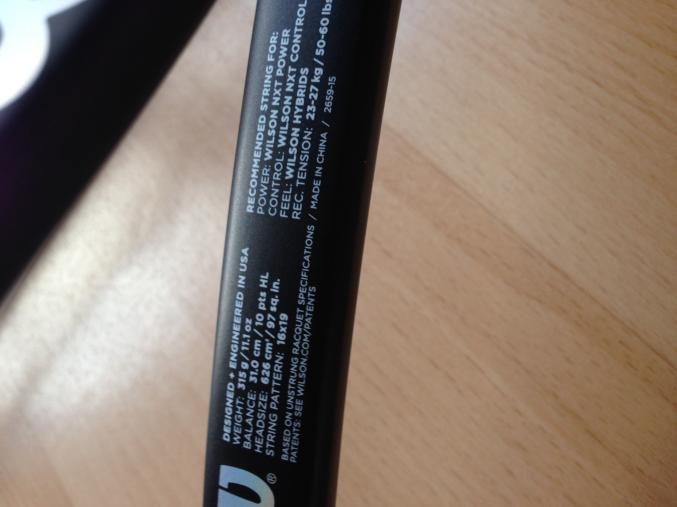 DESIGNED + ENGINEERED IN USA
WEIGHT: 315 g / 11.1 oz
BALANCE: 31.0 cm / 10 pts HL
HEADSIZE: 626 cm² / 97 sq. in.
STRING PATTERN: 16x19
RECOMMENDED STRING FOR:
POWER: WILSON NXT POWER
CONTROL: WILSON NXT CONTROL
FEEL: WILSON HYBRIDS
REC. TENSION: 23-27 kg / 50-60 lbs
BASED ON UNSTRUNG RACQUET SPECIFICATIONS / MADE IN CHINA / 2659-15
PATENTS: SEE WILSON.COM/PATENTS